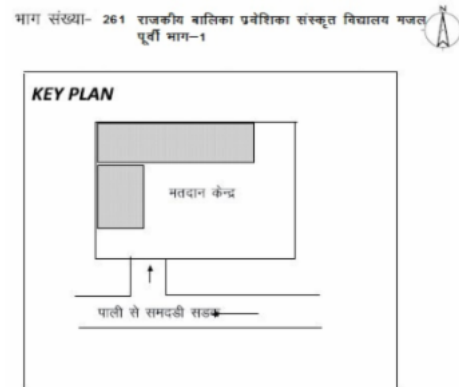 भाग संख्या- 261 राजकीय बालिका प्रवेशिका संस्कृत विद्यालय मजल
पूर्वी भाग-1
N
KEY PLAN
मतदान केन्द्र
पाली से समदडी सडक